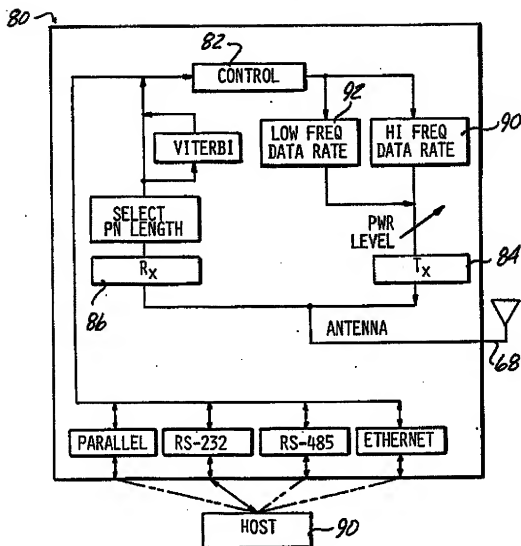 80
82
CONTROL
92
LOW FREQ
DATA RATE
HI FREQ
DATA RATE
90
VITERBI
SELECT
PN LENGTH
PWR
LEVEL
Rx
86
Tx
84
ANTENNA
68
PARALLEL
RS-232
RS-485
ETHERNET
HOST
90